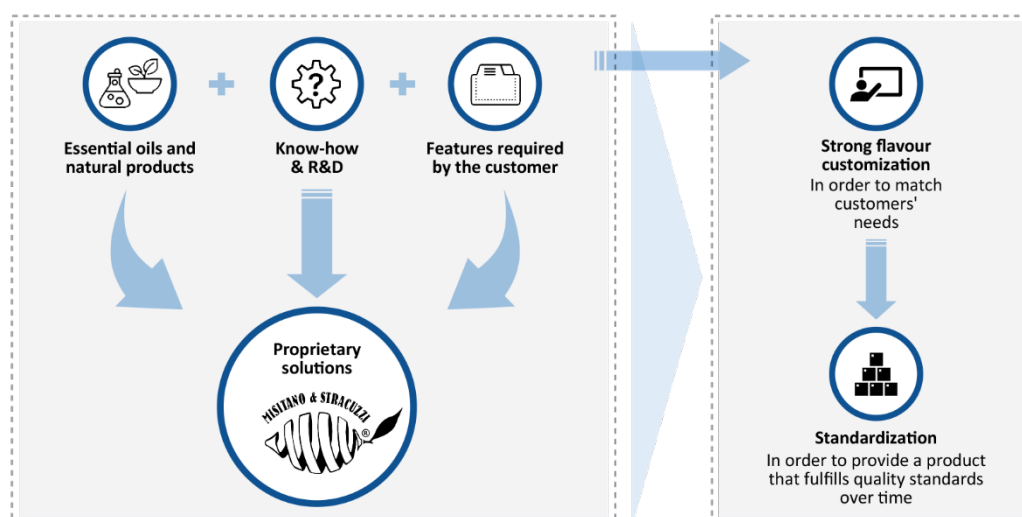 Essential oils and
natural products
Know-how
& R&D
Features required
by the customer
Proprietary
solutions
MISITANO & STRACUZZI
®
Strong flavour
customization
In order to match
customers'
needs
Standardization
In order to provide a product
that fulfills quality standards
over time